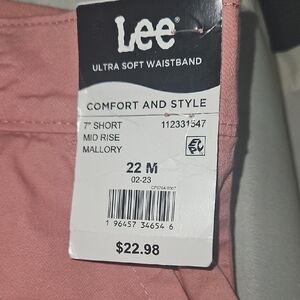 Lee
ULTRA SOFT WAISTBAND
COMFORT AND STYLE
7" SHORT 112331547
MID RISE
MALLORY
22 M
02-23
1 96457 34654 6
$22.98